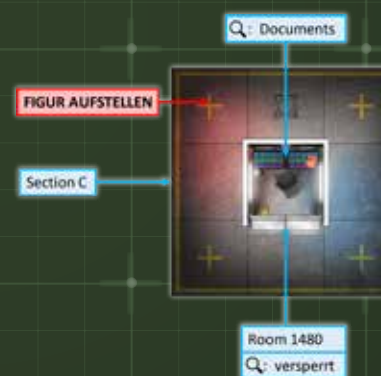 : Documents
FIGUR AUFSTELLEN
Section C
Room 1480
: versperrt